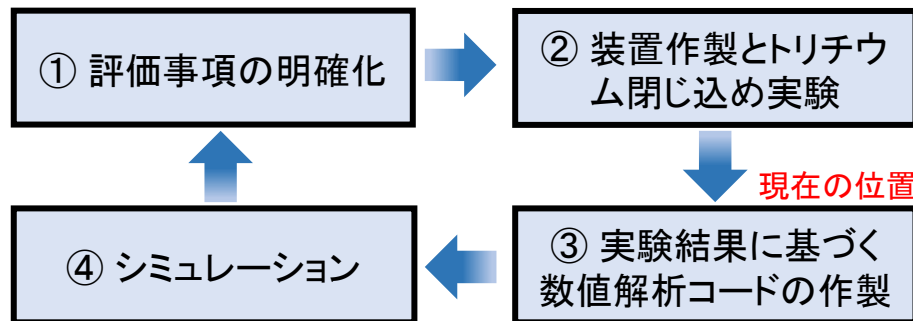 ① 評価事項の明確化
② 装置作製とトリチウ
ム閉じ込め実験
現在の位置
③ 実験結果に基づく
数値解析コードの作製
④ シミュレーション